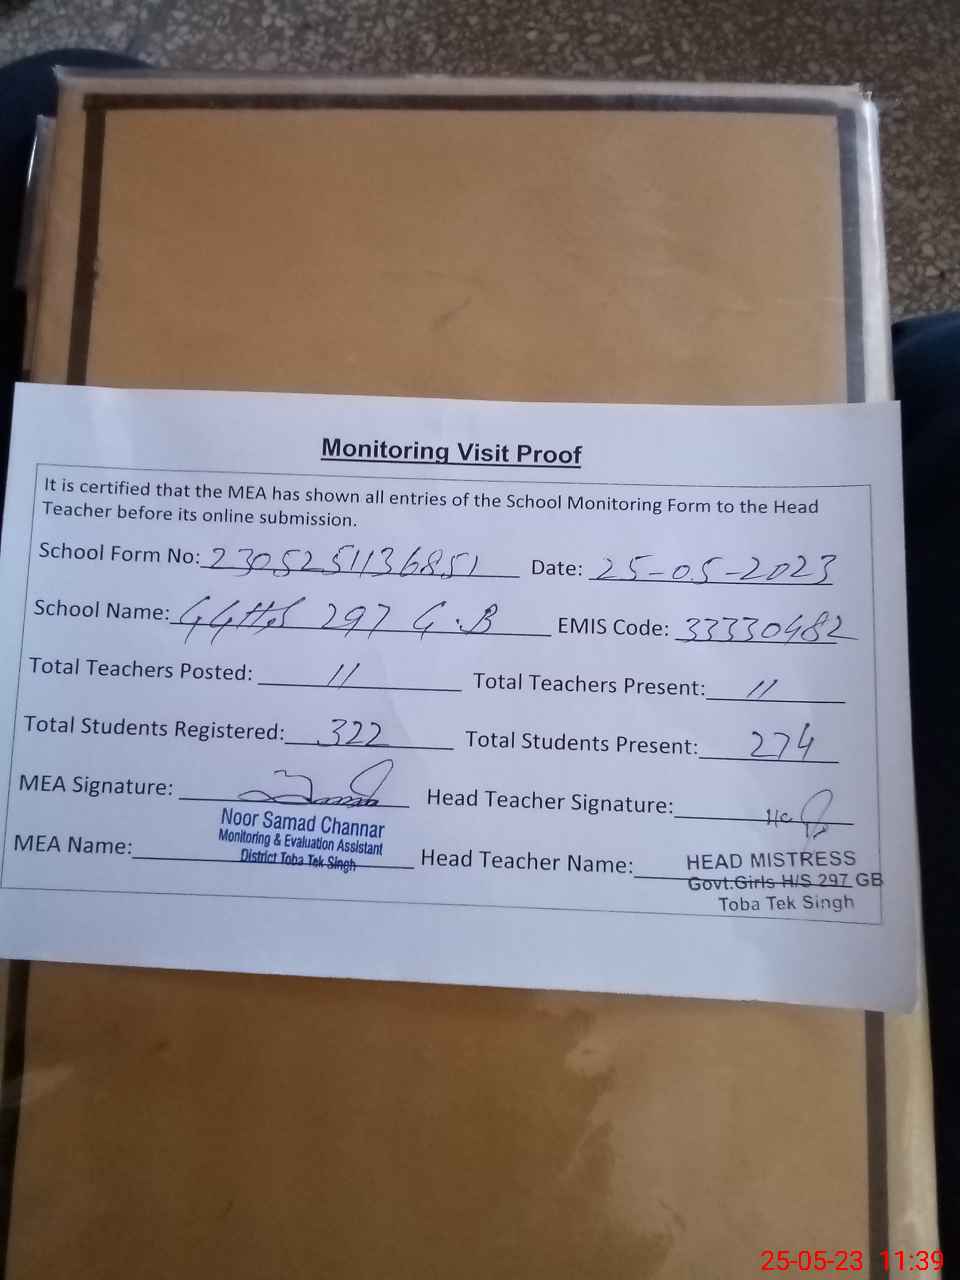 Monitoring Visit Proof
It is certified that the MEA has shown all entries of the School Monitoring Form to the Head
Teacher before its online submission.
School Form No: 2305251136851 Date: 25-05-2023
School Name: GGHS 297 G.B EMIS Code: 33330482
Total Teachers Posted: 11 Total Teachers Present: 11
Total Students Registered: 322 Total Students Present: 274
MEA Signature: Head Teacher Signature:
Noor Samad Channar
Monitoring & Evaluation Assistant
District Toba Tek Singh
MEA Name: Head Teacher Name:
HEAD MISTRESS
Govt.Girls H/S 297 GB
Toba Tek Singh
25-05-23 11:39